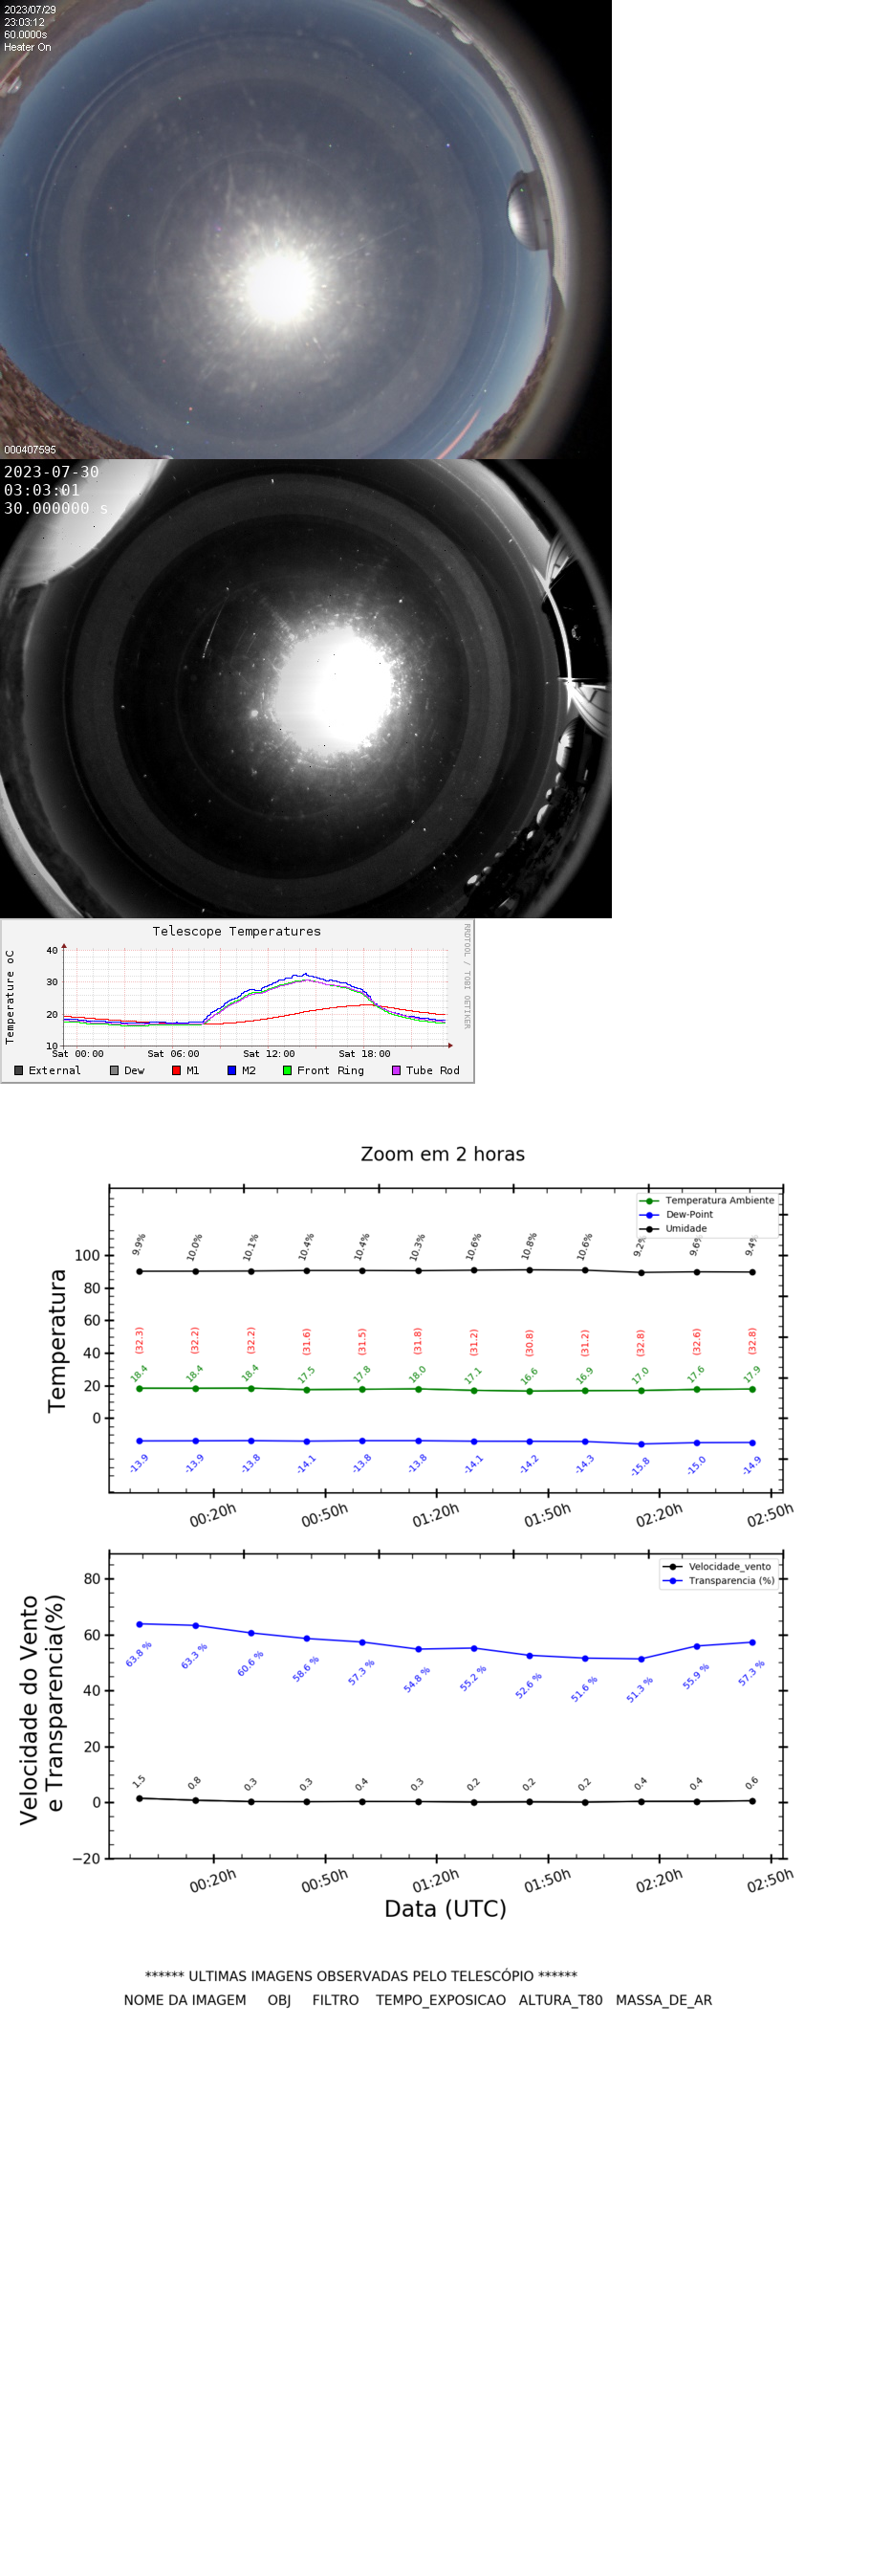 2023/07/29
23:03:12
60.0000s
Heater On
000407595
2023-07-30
03:03:01
30.000000 s
Telescope Temperatures
RRDTOOL / TOBI OETIKER
Temperature oC
40
30
20
10
Sat 00:00 Sat 06:00 Sat 12:00 Sat 18:00
External Dew M1 M2 Front Ring Tube Rod
Zoom em 2 horas
Temperatura Ambiente
Dew-Point
Umidade
Temperatura
100
80
60
40
20
0
9.9% 10.0% 10.1% 10.4% 10.4% 10.3% 10.6% 10.8% 10.6% 9.2% 9.6% 9.4%
(32.3) (32.2) (32.2) (31.6) (31.5) (31.8) (31.2) (30.8) (31.2) (32.8) (32.6) (32.8)
18.4 18.4 18.4 17.5 17.8 18.0 17.1 16.6 16.9 17.0 17.6 17.9
-13.9 -13.9 -13.8 -14.1 -13.8 -13.8 -14.1 -14.2 -14.3 -15.8 -15.0 -14.9
00:20h 00:50h 01:20h 01:50h 02:20h 02:50h
Velocidade_vento
Transparencia (%)
Velocidade do Vento
e Transparencia(%)
80
60
40
20
0
−20
63.8 % 63.3 % 60.6 % 58.6 % 57.3 % 54.8 % 55.2 % 52.6 % 51.6 % 51.3 % 55.9 % 57.3 %
1.5 0.8 0.3 0.3 0.4 0.3 0.2 0.2 0.2 0.4 0.4 0.6
00:20h 00:50h 01:20h 01:50h 02:20h 02:50h
Data (UTC)
****** ULTIMAS IMAGENS OBSERVADAS PELO TELESCÓPIO ******
NOME DA IMAGEM OBJ FILTRO TEMPO_EXPOSICAO ALTURA_T80 MASSA_DE_AR